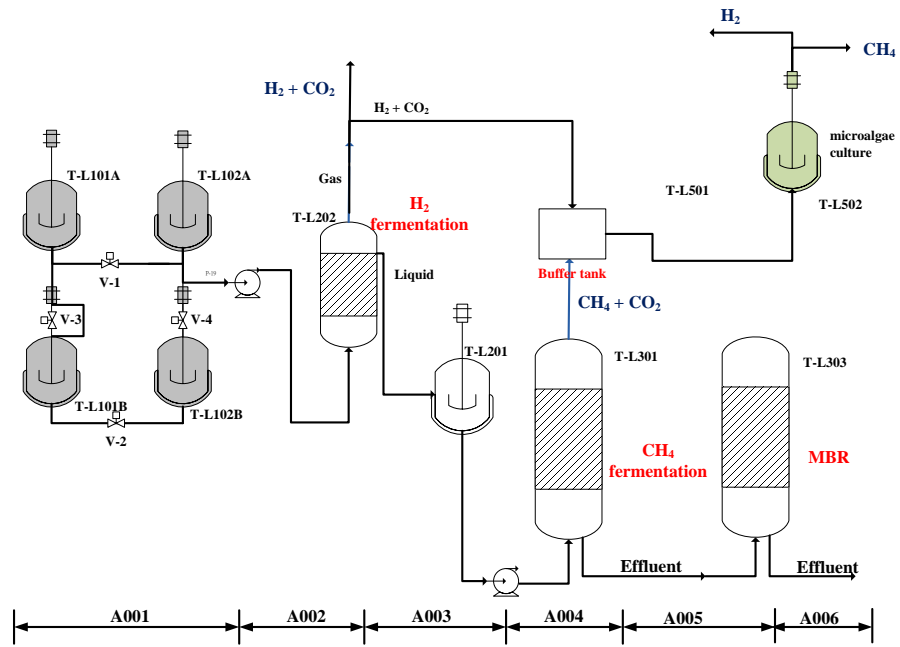 H2
CH4
H2 + CO2
H2 + CO2
microalgae
culture
T-L101A
T-L102A
Gas
T-L501
T-L502
T-L202
H2
fermentation
Liquid
Buffer tank
V-1
P-19
CH4 + CO2
V-3
V-4
T-L201
T-L301
T-L303
T-L101B
T-L102B
V-2
CH4
fermentation
MBR
Effluent
Effluent
A001
A002
A003
A004
A005
A006